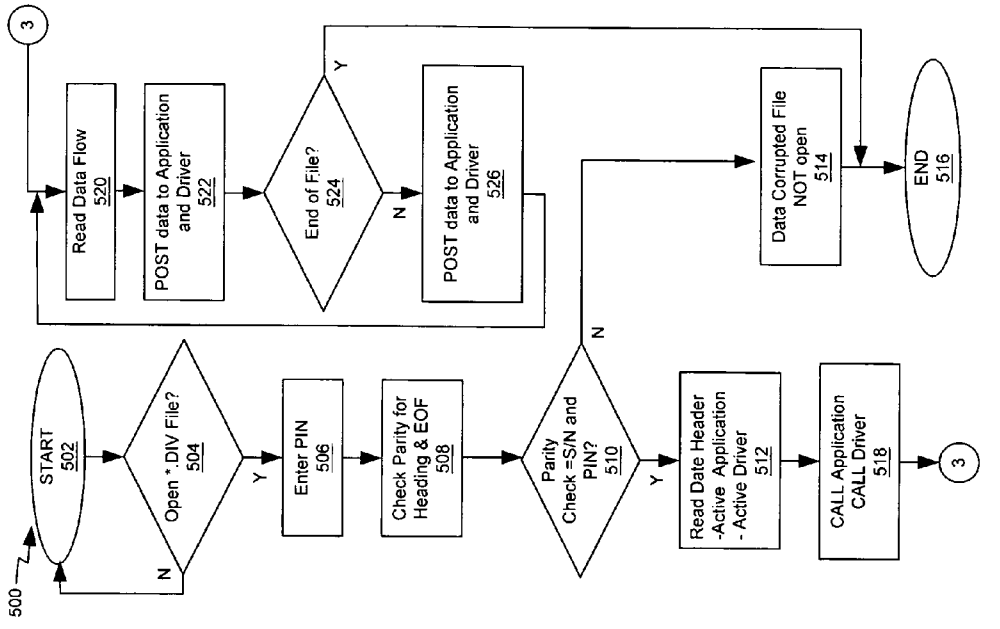 500
START
502
Open *.DIV File?
504
N
Y
Enter PIN
506
Check Parity for
Heading & EOF
508
Parity
Check =S/N and
PIN?
510
N
Y
Read Date Header
-Active Application
- Active Driver
512
CALL Application
CALL Driver
518
3
3
Read Data Flow
520
POST data to Application
and Driver
522
End of File?
524
Y
N
POST data to Application
and Driver
526
Data Corrupted File
NOT open
514
END
516